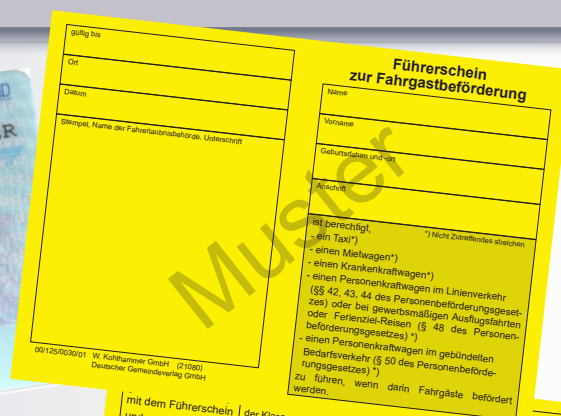 gültig bis
Ort
Datum
Stempel, Name der Fahrerlaubnisbehörde, Unterschrift
00/125/0030/01 W. Kohlhammer GmbH (21080)
Deutscher Gemeindeverlag GmbH
Führerschein
zur Fahrgastbeförderung
Name
Vorname
Geburtsdatum und -ort
Anschrift
ist berechtigt, *) Nicht Zutreffendes streichen
- ein Taxi*)
- einen Mietwagen*)
- einen Krankenkraftwagen*)
- einen Personenkraftwagen im Linienverkehr
(§§ 42, 43, 44 des Personenbeförderungsgeset-
zes) oder bei gewerbsmäßigen Ausflugsfahrten
oder Ferienziel-Reisen (§ 48 des Personen-
beförderungsgesetzes) *)
- einen Personenkraftwagen im gebündelten
Bedarfsverkehr (§ 50 des Personenbeförde-
rungsgesetzes) *)
zu führen, wenn darin Fahrgäste befördert
werden.
Muster
mit dem Führerschein